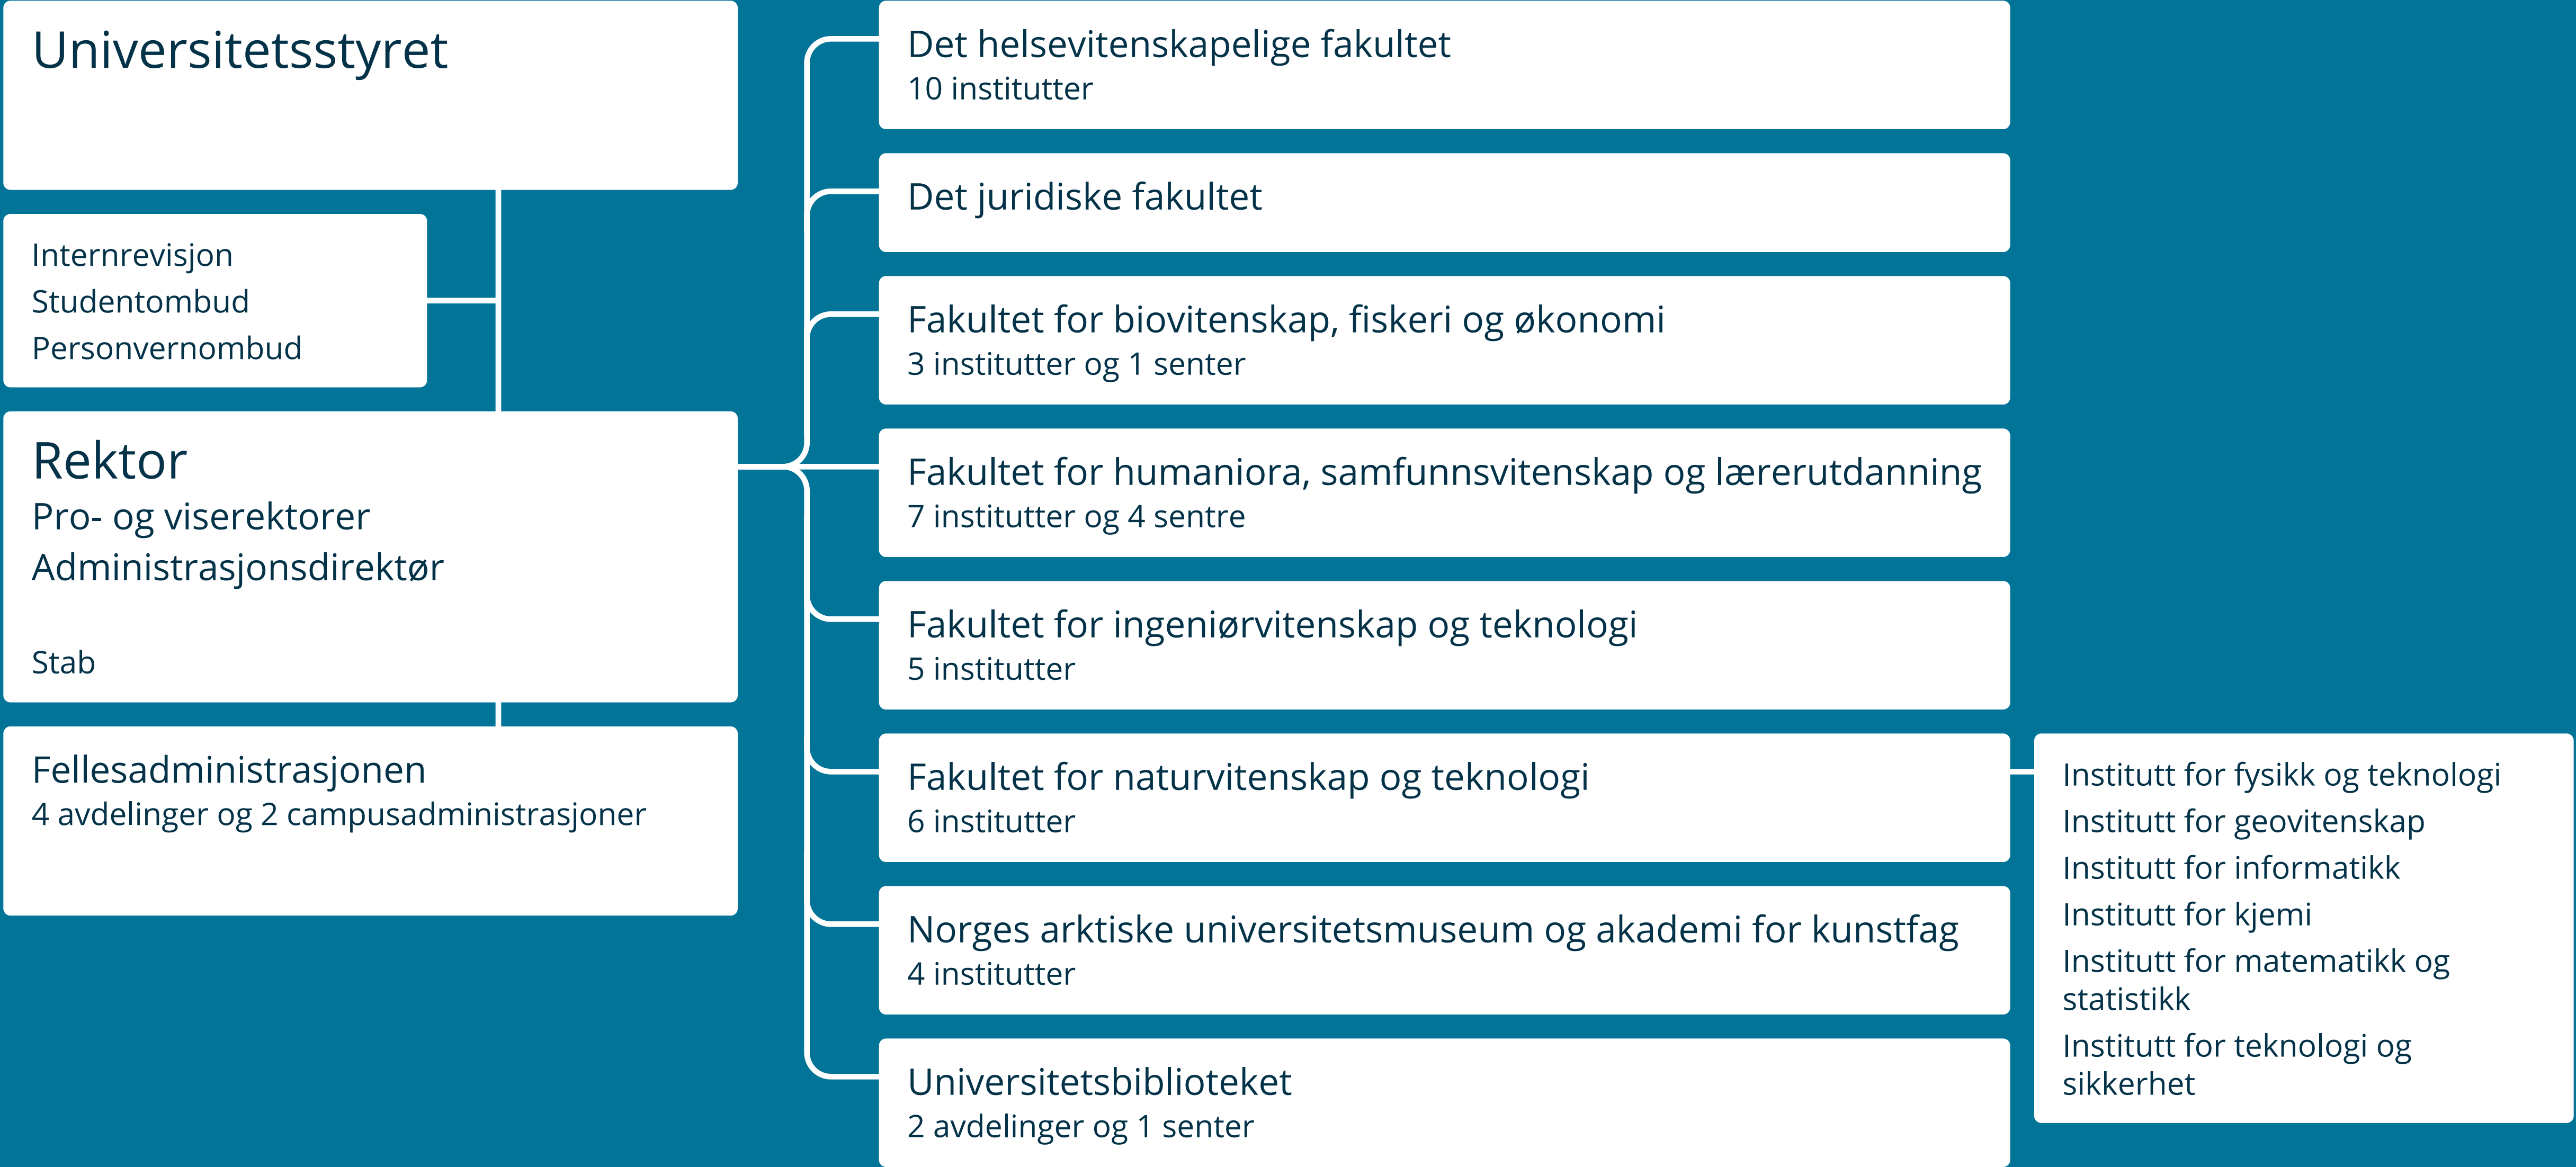 Universitetsstyret
Internrevisjon
Studentombud
Personvernombud
Rektor
Pro- og viserektorer
Administrasjonsdirektør
Stab
Fellesadministrasjonen
4 avdelinger og 2 campusadministrasjoner
Det helsevitenskapelige fakultet
10 institutter
Det juridiske fakultet
Fakultet for biovitenskap, fiskeri og økonomi
3 institutter og 1 senter
Fakultet for humaniora, samfunnsvitenskap og lærerutdanning
7 institutter og 4 sentre
Fakultet for ingeniørvitenskap og teknologi
5 institutter
Fakultet for naturvitenskap og teknologi
6 institutter
Norges arktiske universitetsmuseum og akademi for kunstfag
4 institutter
Universitetsbiblioteket
2 avdelinger og 1 senter
Institutt for fysikk og teknologi
Institutt for geovitenskap
Institutt for informatikk
Institutt for kjemi
Institutt for matematikk og
statistikk
Institutt for teknologi og
sikkerhet